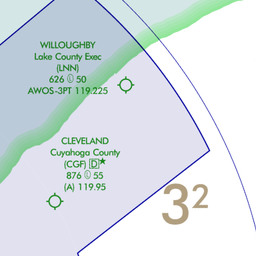 WILLOUGHBY
Lake County Exec
(LNN)
626 Ⓛ 50
AWOS-3PT 119.225
CLEVELAND
Cuyahoga County
(CGF) D★
876 Ⓛ 55
(A) 119.95
3²